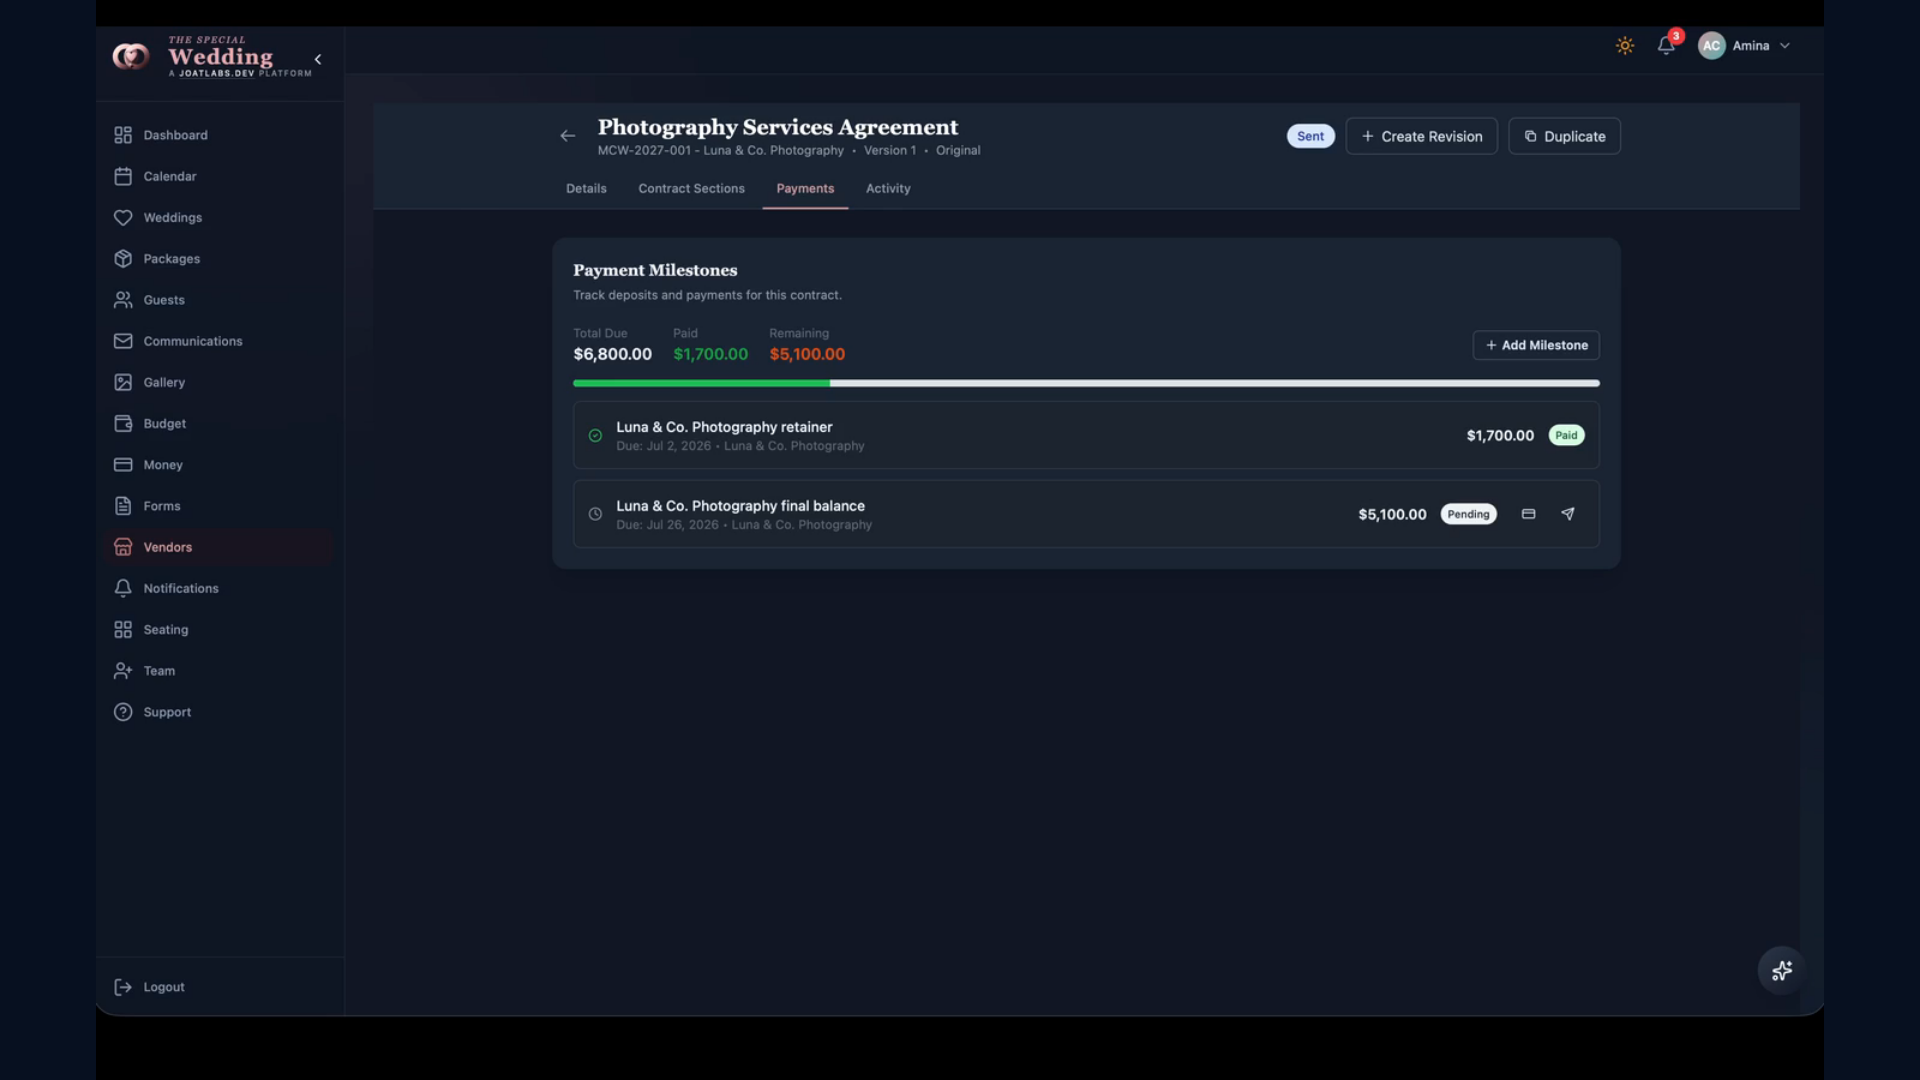 THE SPECIAL
Wedding
A JOATLABS.DEV PLATFORM
3
AC
Amina
Dashboard
Calendar
Weddings
Packages
Guests
Communications
Gallery
Budget
Money
Forms
Vendors
Notifications
Seating
Team
Support
Logout
Photography Services Agreement
MCW-2027-001 - Luna & Co. Photography • Version 1 • Original
Sent
Create Revision
Duplicate
Details
Contract Sections
Payments
Activity
Payment Milestones
Track deposits and payments for this contract.
Total Due
$6,800.00
Paid
$1,700.00
Remaining
$5,100.00
Add Milestone
Luna & Co. Photography retainer
Due: Jul 2, 2026 • Luna & Co. Photography
$1,700.00
Paid
Luna & Co. Photography final balance
Due: Jul 26, 2026 • Luna & Co. Photography
$5,100.00
Pending